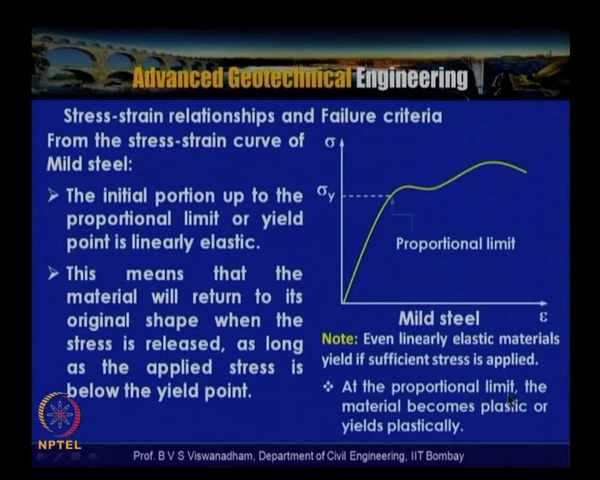 Advanced Geotechnical Engineering
Stress-strain relationships and Failure criteria
From the stress-strain curve of
Mild steel:
➢ The initial portion up to the
proportional limit or yield
point is linearly elastic.
➢ This means that the
material will return to its
original shape when the
stress is released, as long
as the applied stress is
below the yield point.
σ
σy
Proportional limit
Mild steel
ε
Note: Even linearly elastic materials
yield if sufficient stress is applied.
❖ At the proportional limit, the
material becomes plastic or
yields plastically.
NPTEL
Prof. B V S Viswanadham, Department of Civil Engineering, IIT Bombay